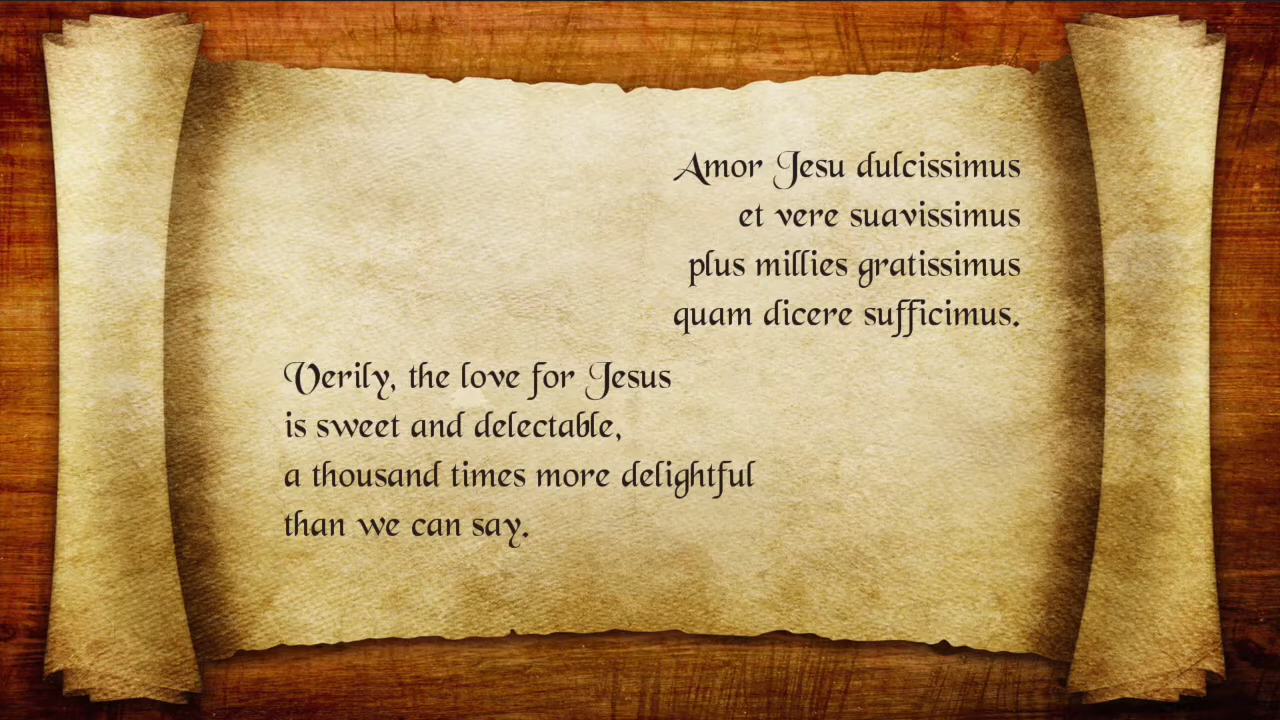 Amor Jesu dulcissimus
et vere suavissimus
plus millies gratissimus
quam dicere sufficimus.
Verily, the love for Jesus
is sweet and delectable,
a thousand times more delightful
than we can say.